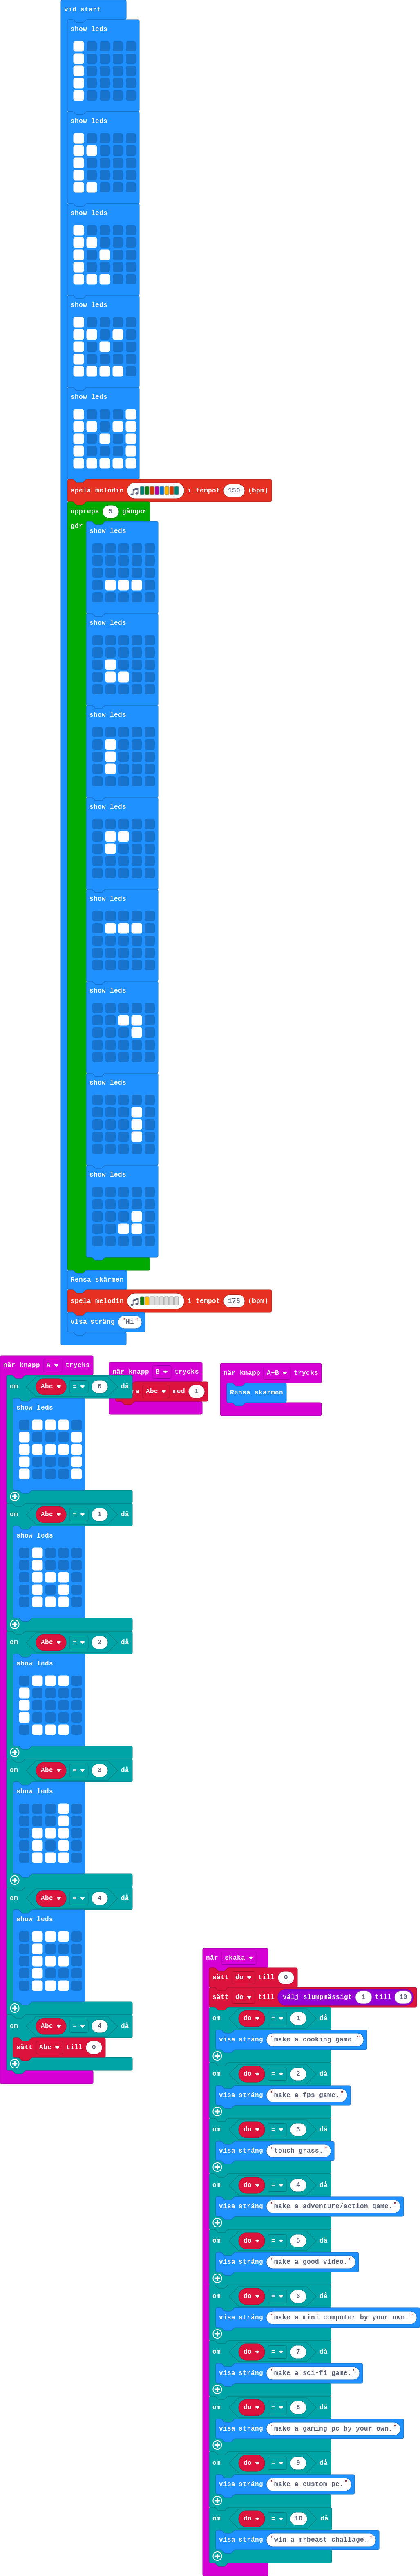 vid start
show leds
show leds
show leds
show leds
show leds
spela melodin i tempot 150 (bpm)
upprepa 5 gånger
gör
show leds
show leds
show leds
show leds
show leds
show leds
show leds
show leds
Rensa skärmen
spela melodin i tempot 175 (bpm)
visa sträng "Hi"
när knapp A trycks
om Abc = 0 då
show leds
om Abc = 1 då
show leds
om Abc = 2 då
show leds
om Abc = 3 då
show leds
om Abc = 4 då
show leds
om Abc = 4 då
sätt Abc till 0
när knapp B trycks
Abc med 1
när knapp A+B trycks
Rensa skärmen
när skaka
sätt do till 0
sätt do till välj slumpmässigt 1 till 10
om do = 1 då
visa sträng "make a cooking game."
om do = 2 då
visa sträng "make a fps game."
om do = 3 då
visa sträng "touch grass."
om do = 4 då
visa sträng "make a adventure/action game."
om do = 5 då
visa sträng "make a good video."
om do = 6 då
visa sträng "make a mini computer by your own."
om do = 7 då
visa sträng "make a sci-fi game."
om do = 8 då
visa sträng "make a gaming pc by your own."
om do = 9 då
visa sträng "make a custom pc."
om do = 10 då
visa sträng "win a mrbeast challage."